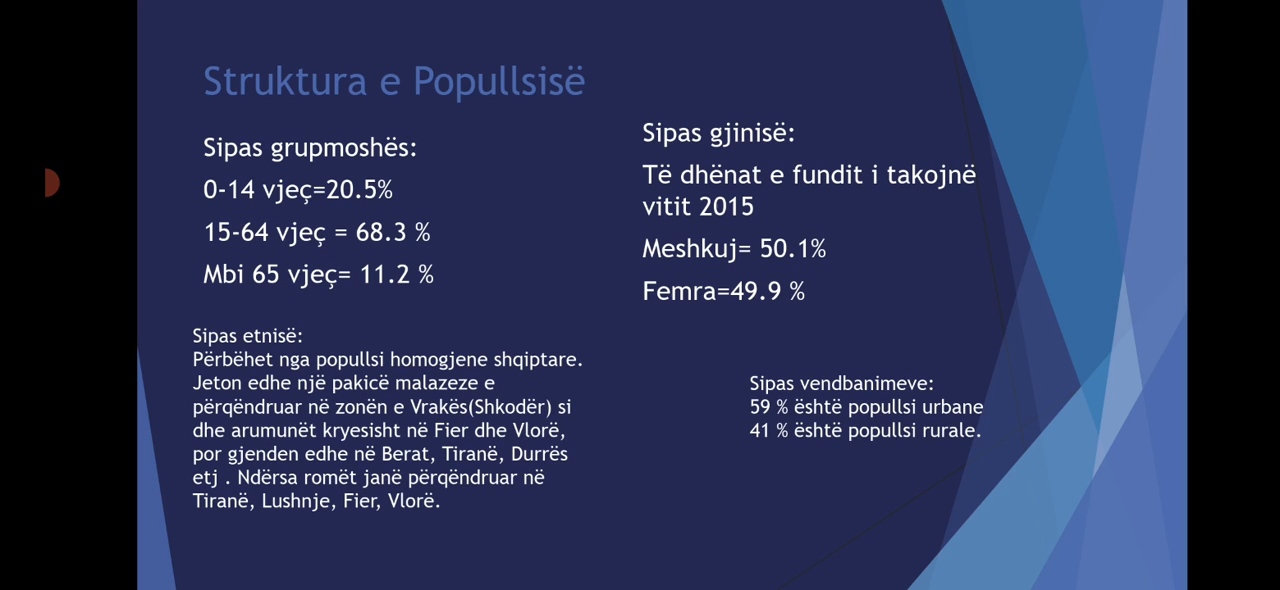 Struktura e Popullsisë
Sipas grupmoshës:
0-14 vjeç=20.5%
15-64 vjeç = 68.3 %
Mbi 65 vjeç= 11.2 %
Sipas gjinisë:
Të dhënat e fundit i takojnë
vitit 2015
Meshkuj= 50.1%
Femra=49.9 %
Sipas etnisë:
Përbëhet nga popullsi homogjene shqiptare.
Jeton edhe një pakicë malazeze e
përqëndruar në zonën e Vrakës(Shkodër) si
dhe arumunët kryesisht në Fier dhe Vlorë,
por gjenden edhe në Berat, Tiranë, Durrës
etj . Ndërsa romët janë përqëndruar në
Tiranë, Lushnje, Fier, Vlorë.
Sipas vendbanimeve:
59 % është popullsi urbane
41 % është popullsi rurale.